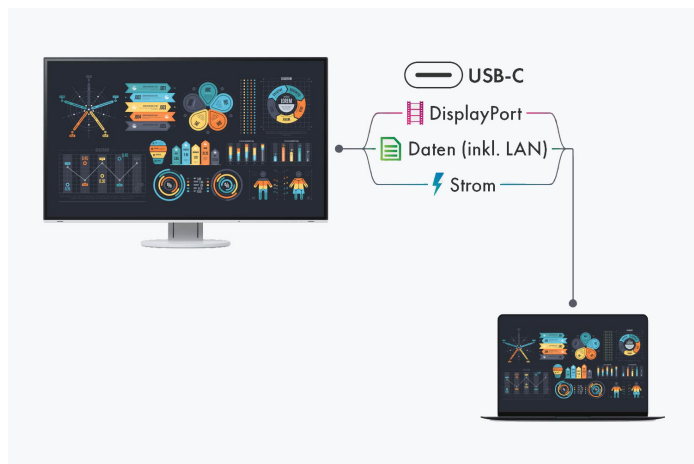 USB-C
DisplayPort
Daten (inkl. LAN)
Strom